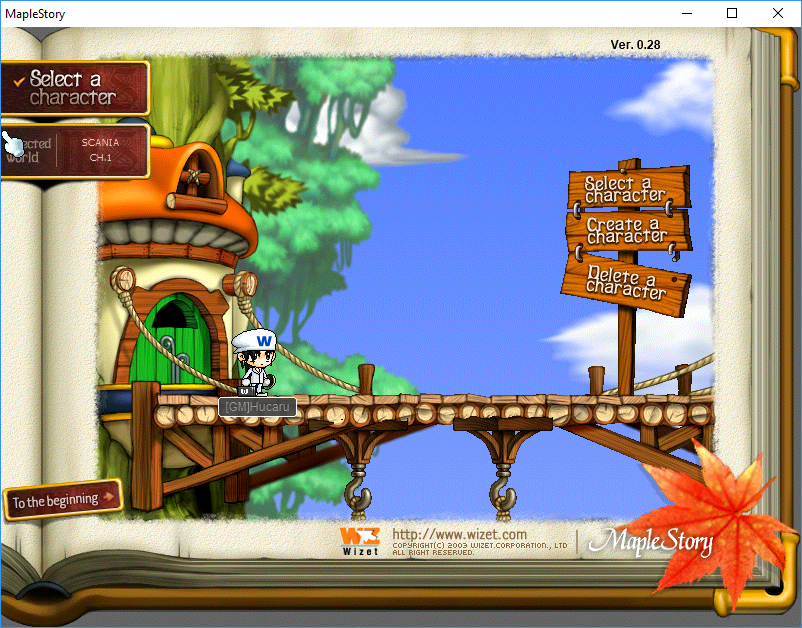 MapleStory
Ver. 0.28
Select a
character
SCANIA
world
CH.1
Select a
character
Create a
character
Delete a
character
W
[GM]Hucaru
To the beginning
Wizet
http://www.wizet.com
COPYRIGHT(C) 2003 WIZET.CORPORATION., LTD
ALL RIGHT RESERVED.
MapleStory